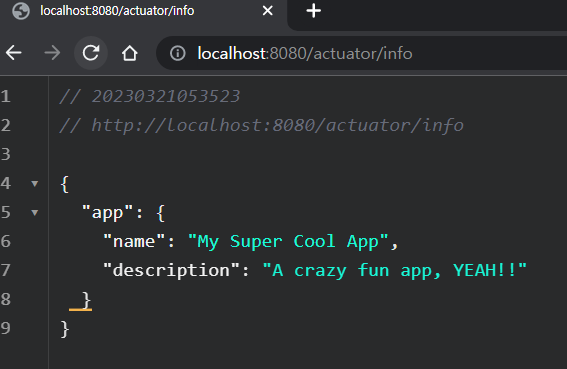 localhost:8080/actuator/info
localhost:8080/actuator/info
1 // 20230321053523
2 // http://localhost:8080/actuator/info
3
4 {
5 "app": {
6 "name": "My Super Cool App",
7 "description": "A crazy fun app, YEAH!!"
8 }
9 }